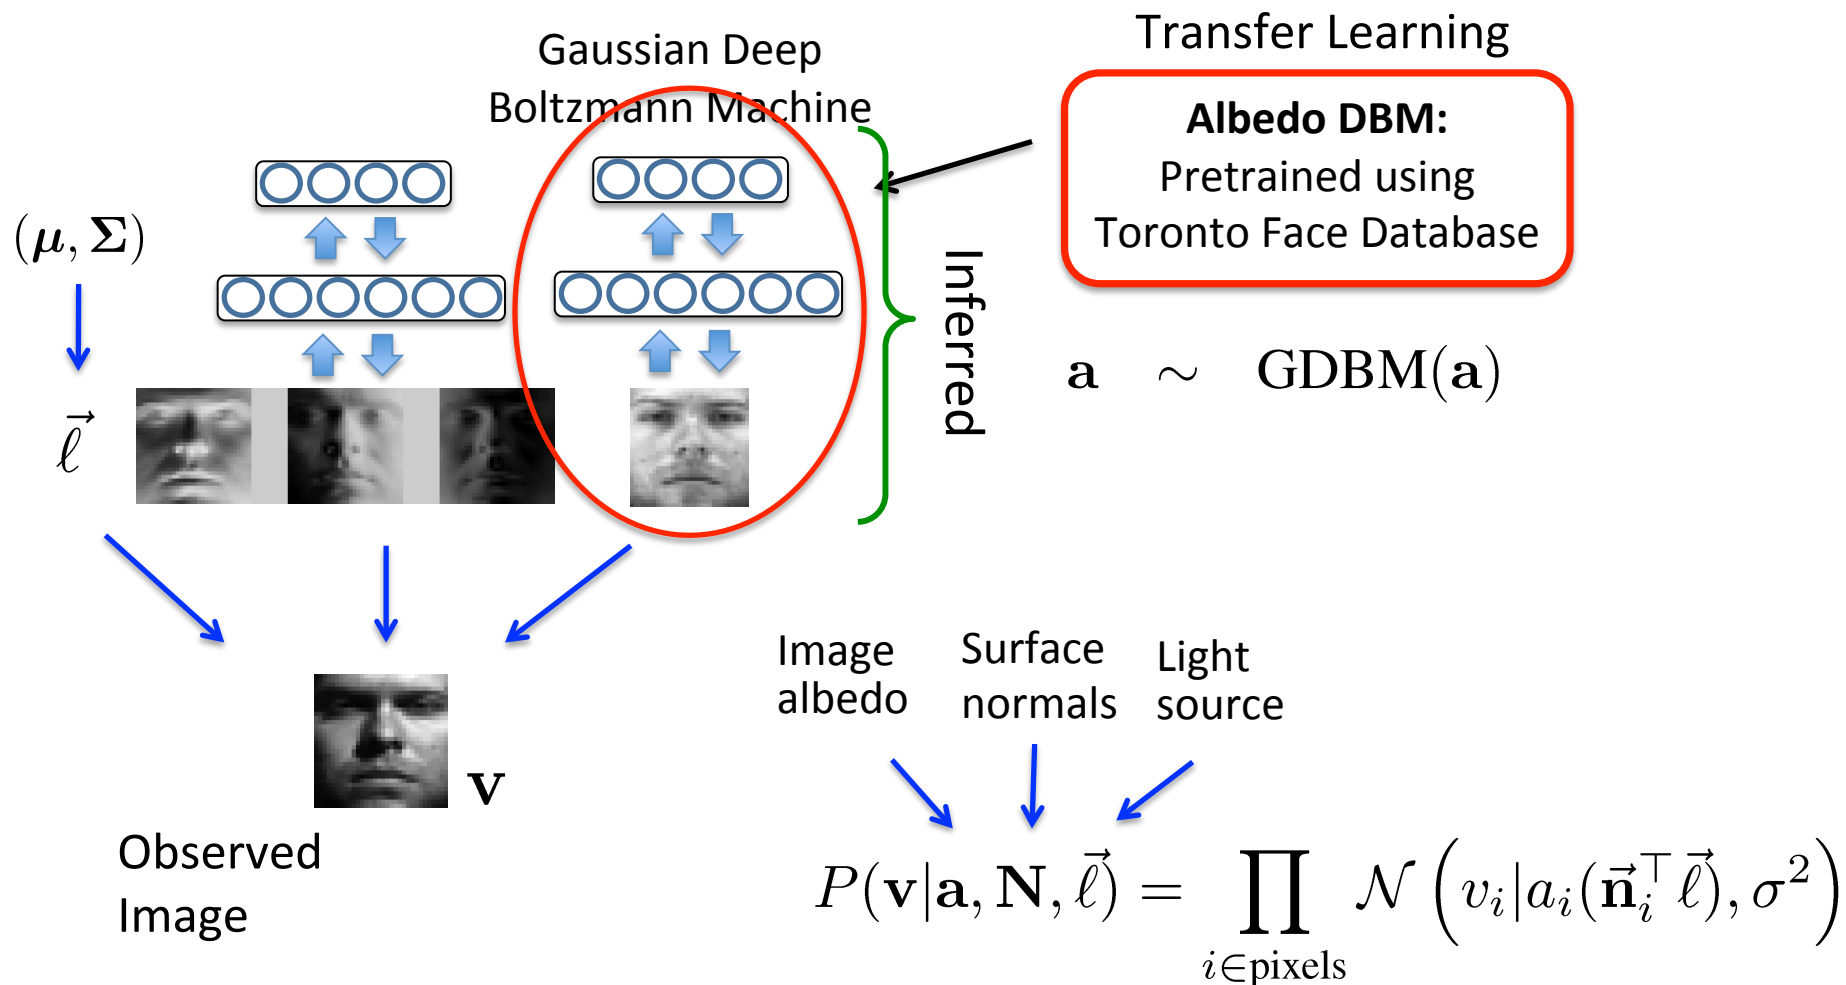 Transfer Learning
Gaussian Deep
Boltzmann Machine
Albedo DBM:
Pretrained using
Toronto Face Database
(μ, Σ)
Inferred
a ∼ GDBM(a)
ℓ⃗
Image
albedo
Surface
normals
Light
source
v
Observed
Image
P(v|a, N, ℓ⃗) = ∏ 𝒩 (v_i|a_i(n⃗_i^⊤ ℓ⃗), σ²)
i∈pixels